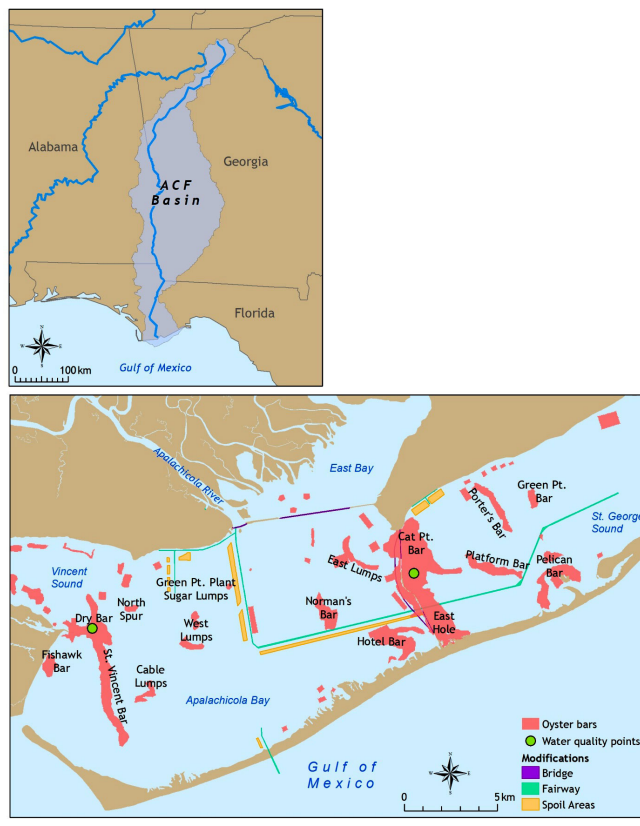 Alabama
Georgia
ACF
Basin
Florida
N
W
E
S
0
100 km
Gulf of Mexico
Apalachicola River
East Bay
Green Pt.
Bar
Porter's Bar
St. George
Sound
Cat Pt.
Bar
Platform Bar
Pelican
Bar
East Lumps
Vincent
Sound
Green Pt. Plant
Sugar Lumps
North
Spur
Dry Bar
Norman's
Bar
West
Lumps
East
Hole
Hotel Bar
Fishawk
Bar
St. Vincent Bar
Cable
Lumps
Apalachicola Bay
Gulf of
Mexico
N
W
E
S
0
5 km
Oyster bars
Water quality points
Modifications
Bridge
Fairway
Spoil Areas